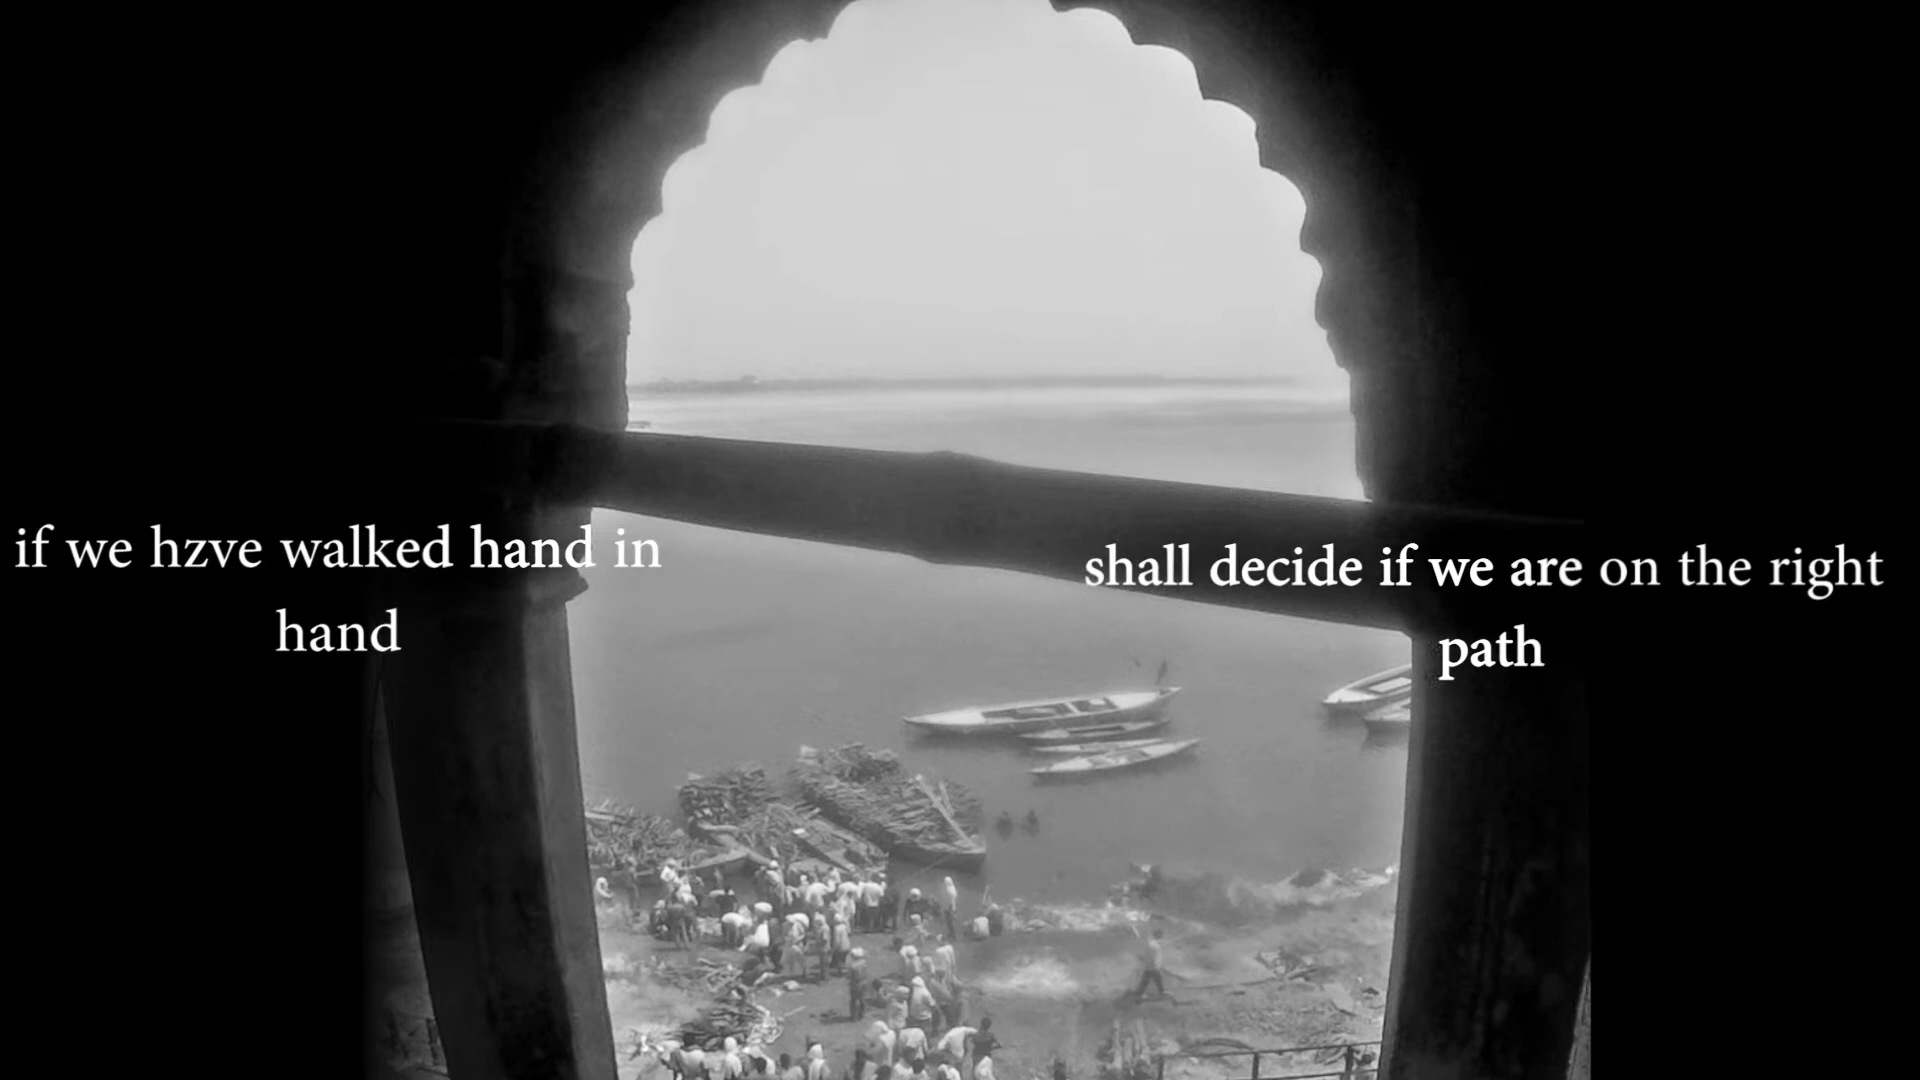 if we hzve walked hand in
hand
shall decide if we are on the right
path